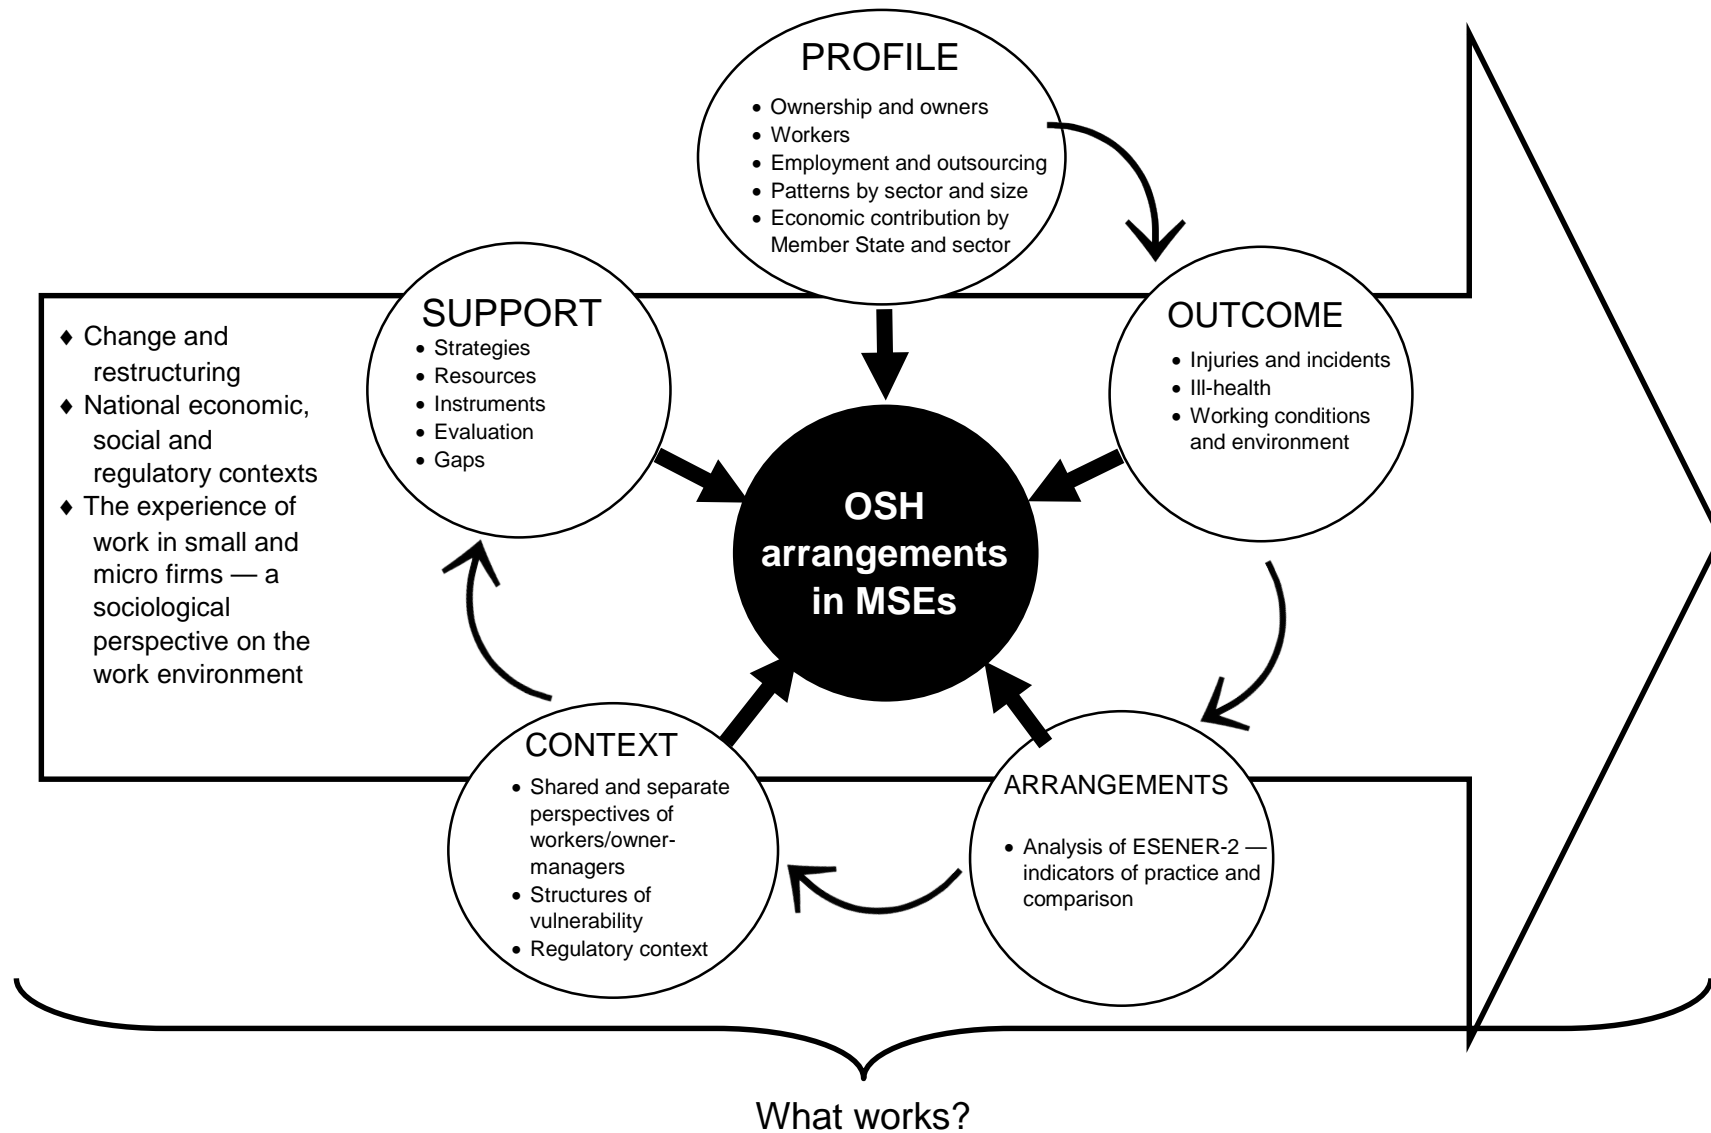 PROFILE
• Ownership and owners
• Workers
• Employment and outsourcing
• Patterns by sector and size
• Economic contribution by
Member State and sector
SUPPORT
• Strategies
• Resources
• Instruments
• Evaluation
• Gaps
OUTCOME
• Injuries and incidents
• Ill-health
• Working conditions
and environment
♦ Change and
restructuring
♦ National economic,
social and
regulatory contexts
♦ The experience of
work in small and
micro firms — a
sociological
perspective on the
work environment
OSH
arrangements
in MSEs
CONTEXT
• Shared and separate
perspectives of
workers/owner-
managers
• Structures of
vulnerability
• Regulatory context
ARRANGEMENTS
• Analysis of ESENER-2 —
indicators of practice and
comparison
What works?